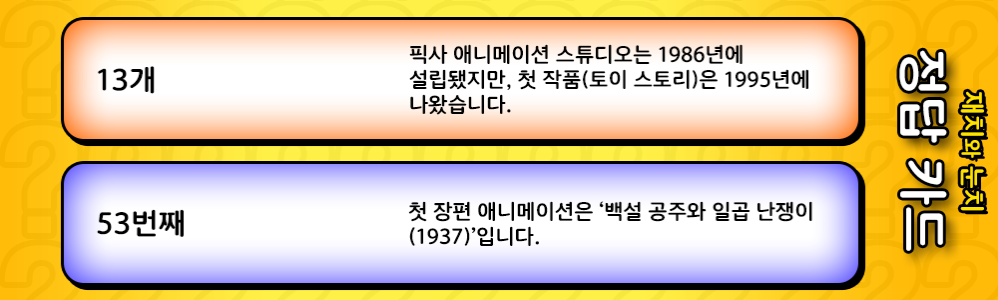 13개
픽사 애니메이션 스튜디오는 1986년에
설립됐지만, 첫 작품(토이 스토리)은 1995년에
나왔습니다.
53번째
첫 장편 애니메이션은 ‘백설 공주와 일곱 난쟁이
(1937)’입니다.
재치와 눈치
정답 카드